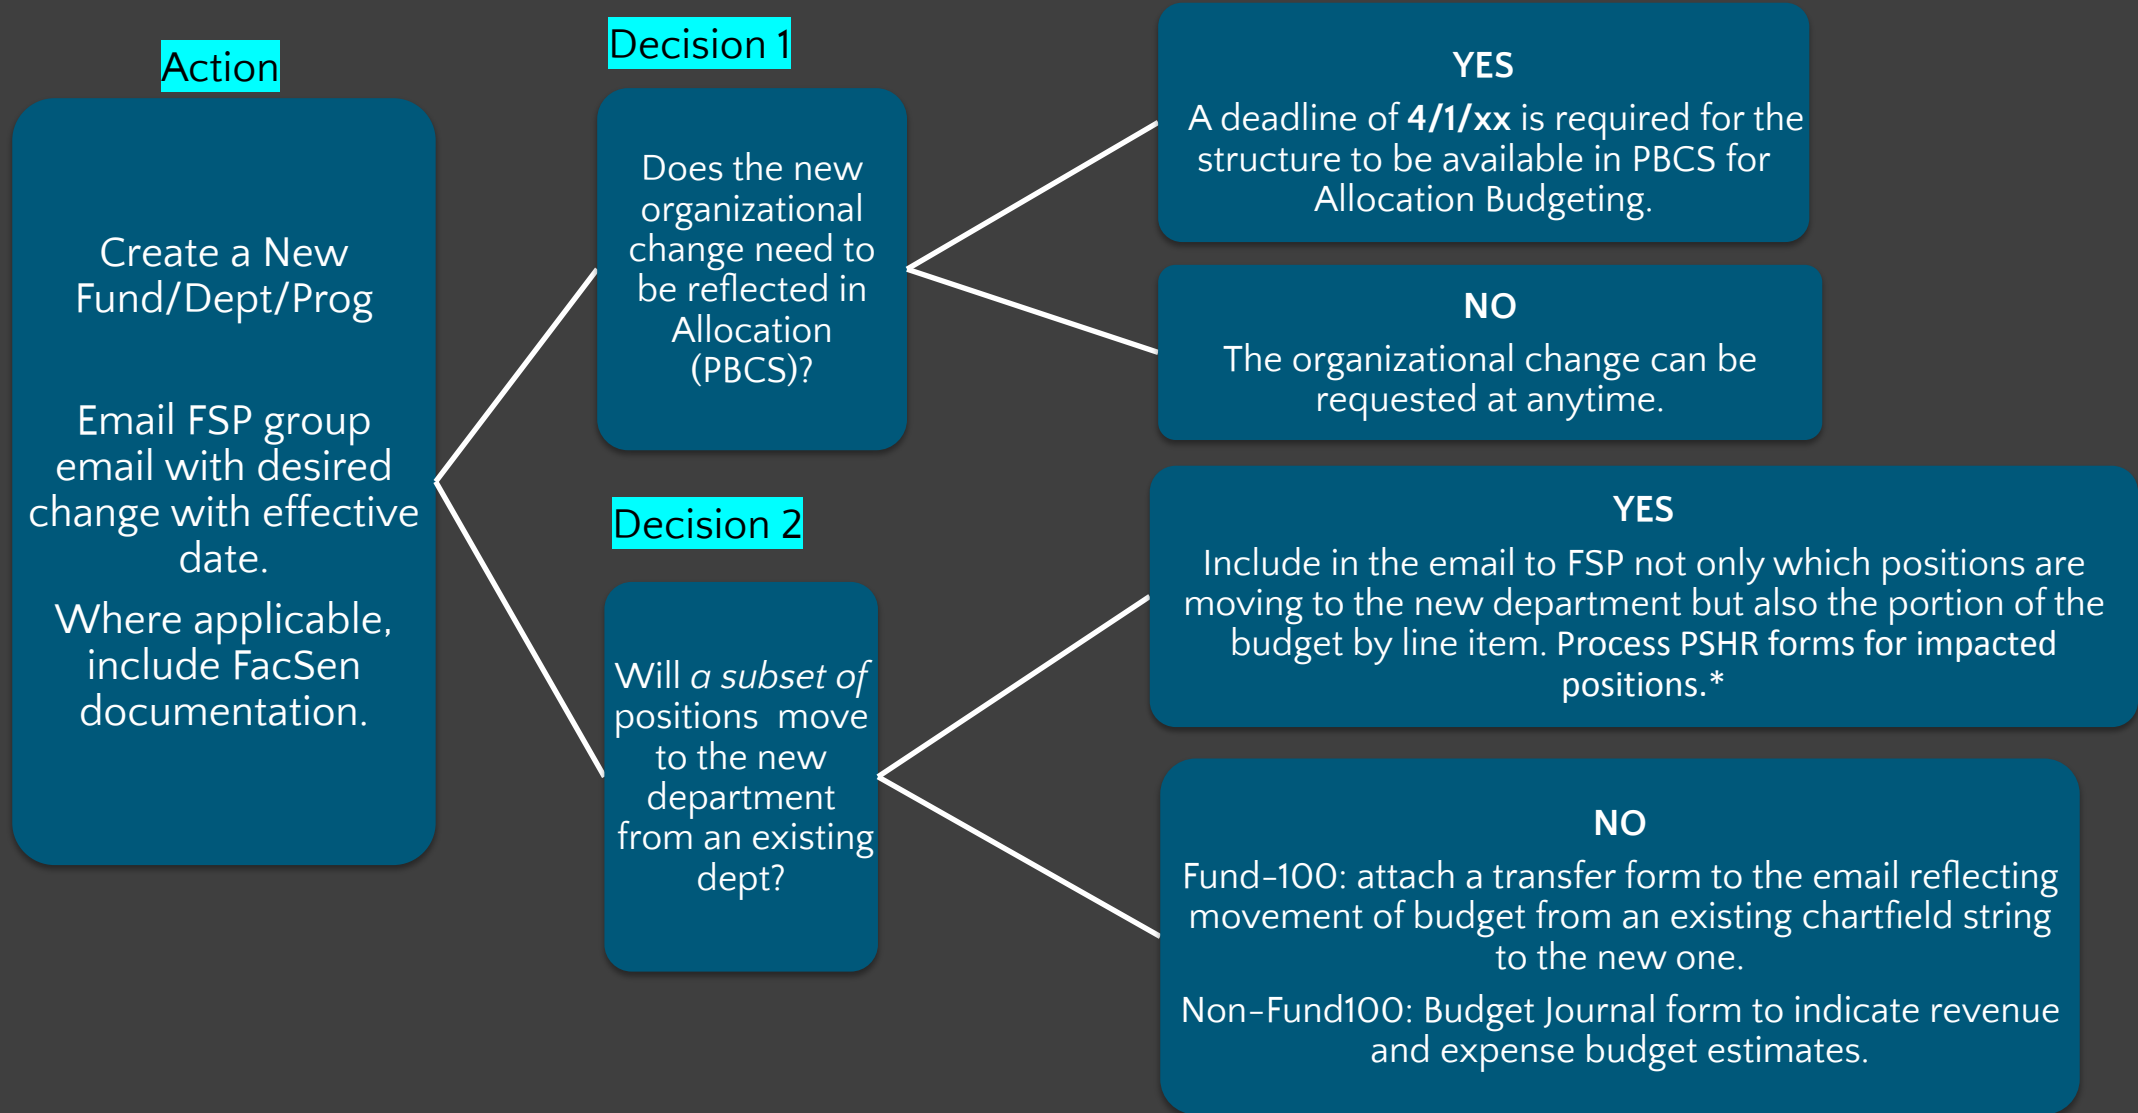 Action
Create a New
Fund/Dept/Prog
Email FSP group
email with desired
change with effective
date.
Where applicable,
include FacSen
documentation.
Decision 1
Does the new
organizational
change need to
be reflected in
Allocation
(PBCS)?
YES
A deadline of 4/1/xx is required for the
structure to be available in PBCS for
Allocation Budgeting.
NO
The organizational change can be
requested at anytime.
Decision 2
Will a subset of
positions move
to the new
department
from an existing
dept?
YES
Include in the email to FSP not only which positions are
moving to the new department but also the portion of the
budget by line item. Process PSHR forms for impacted
positions.*
NO
Fund-100: attach a transfer form to the email reflecting
movement of budget from an existing chartfield string
to the new one.
Non-Fund100: Budget Journal form to indicate revenue
and expense budget estimates.